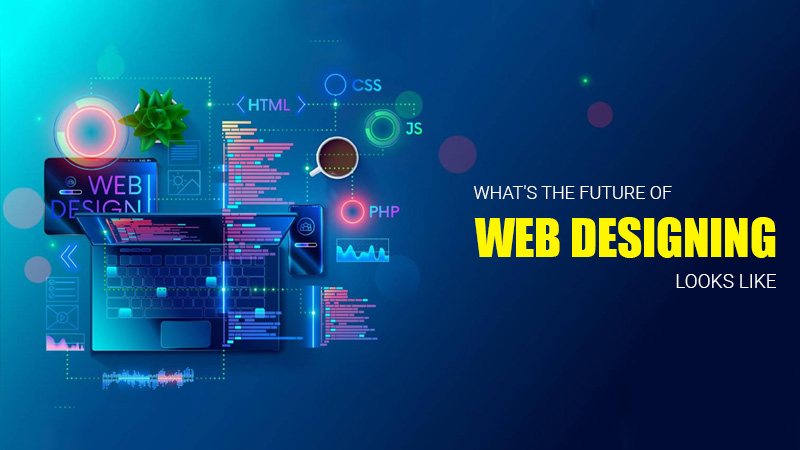 CSS
HTML
JS
WEB
DESIGN
PHP
WHAT'S THE FUTURE OF
WEB DESIGNING
LOOKS LIKE